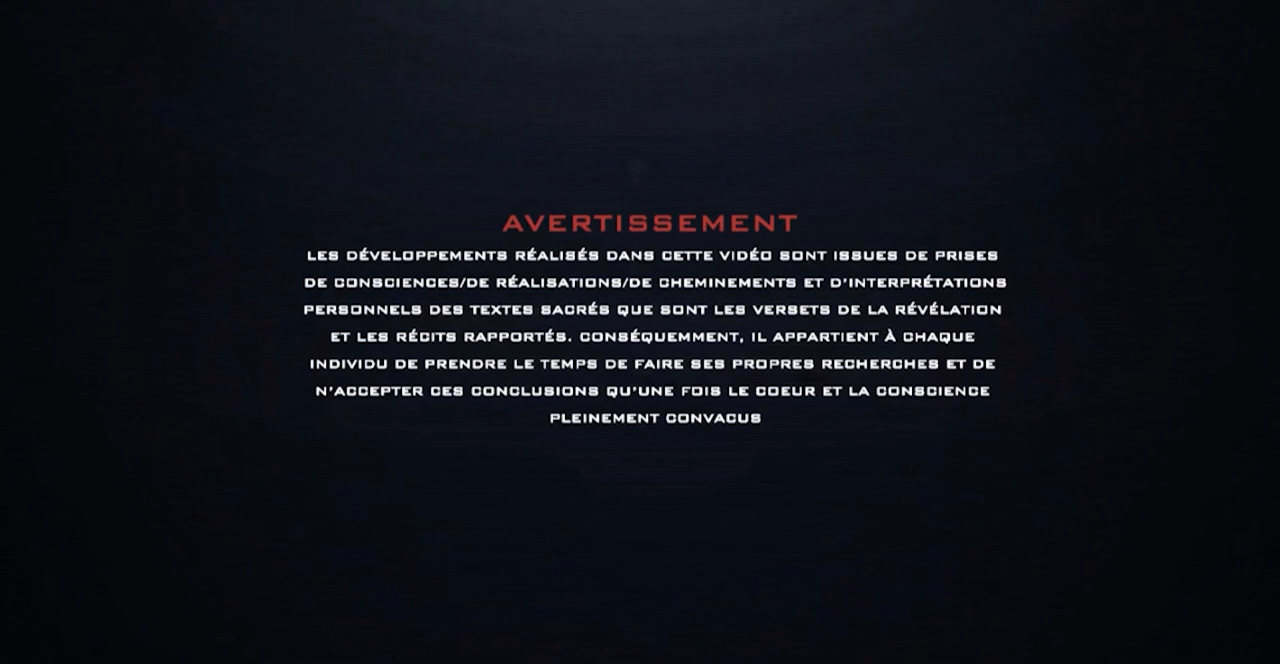 AVERTISSEMENT
LES DÉVELOPPEMENTS RÉALISÉS DANS CETTE VIDÉO SONT ISSUES DE PRISES
DE CONSCIENCES/DE RÉALISATIONS/DE CHEMINEMENTS ET D'INTERPRÉTATIONS
PERSONNELS DES TEXTES SACRÉS QUE SONT LES VERSETS DE LA RÉVÉLATION
ET LES RÉCITS RAPPORTÉS. CONSÉQUEMMENT, IL APPARTIENT À CHAQUE
INDIVIDU DE PRENDRE LE TEMPS DE FAIRE SES PROPRES RECHERCHES ET DE
N'ACCEPTER CES CONCLUSIONS QU'UNE FOIS LE COEUR ET LA CONSCIENCE
PLEINEMENT CONVACUS